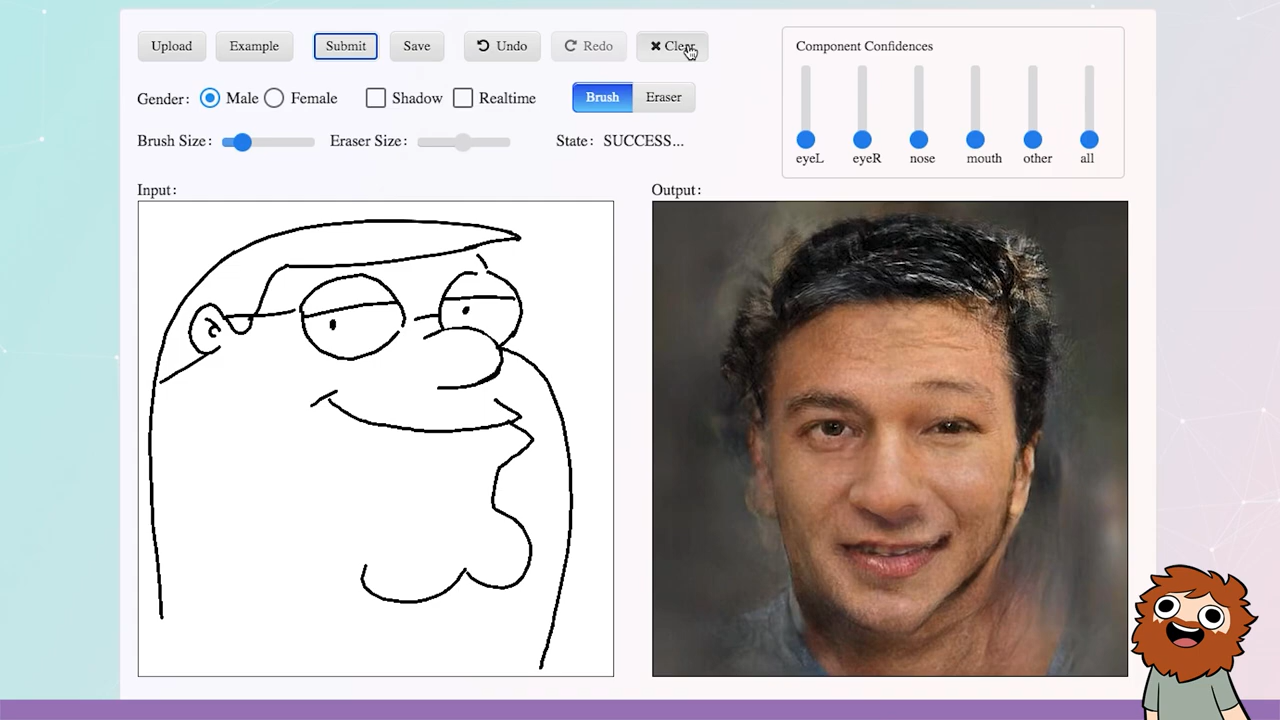 Upload Example Submit Save Undo Redo Clear
Gender: Male Female Shadow Realtime Brush Eraser
Brush Size: Eraser Size: State: SUCCESS...
Component Confidences
eyeL eyeR nose mouth other all
Input: Output: